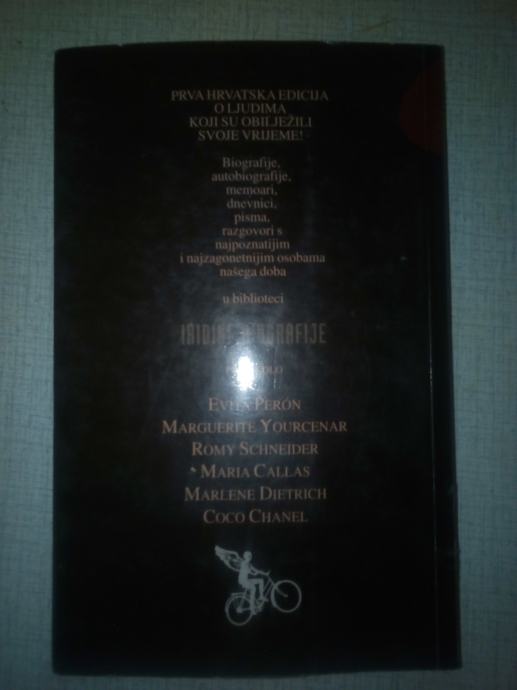 PRVA HRVATSKA EDICIJA
O LJUDIMA
KOJI SU OBILJEŽILI
SVOJE VRIJEME!
Biografije,
autobiografije,
memoari,
dnevnici,
pisma,
razgovori s
najpoznatijim
i najzagonetnijim osobama
našega doba
u biblioteci
EVITA PERÓN
MARGUERITE YOURCENAR
ROMY SCHNEIDER
MARIA CALLAS
MARLENE DIETRICH
COCO CHANEL